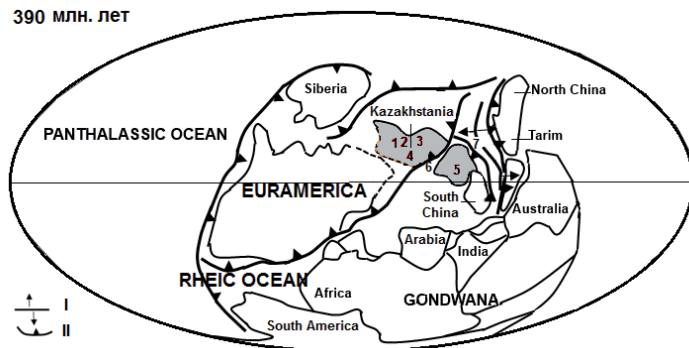 390 млн. лет
Siberia
North China
Kazakhstania
PANTHALASSIC OCEAN
1 2 3
7
Tarim
4
6
5
EURAMERICA
South
China
Australia
Arabia
India
RHEIC OCEAN
Africa
GONDWANA
I
II
South America